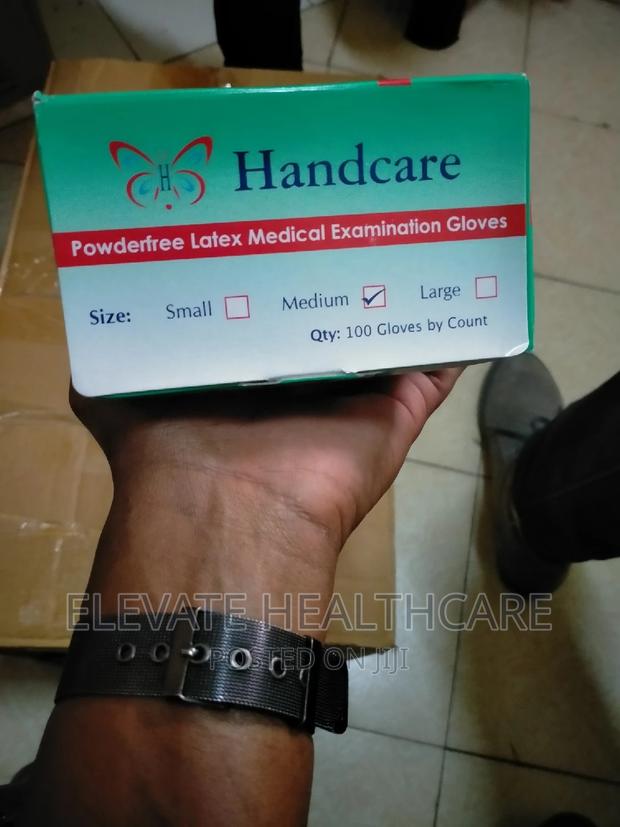 H
Handcare
Powderfree Latex Medical Examination Gloves
Size: Small Medium Large
Qty: 100 Gloves by Count
ELEVATE HEALTHCARE
POSTED ON JIJI